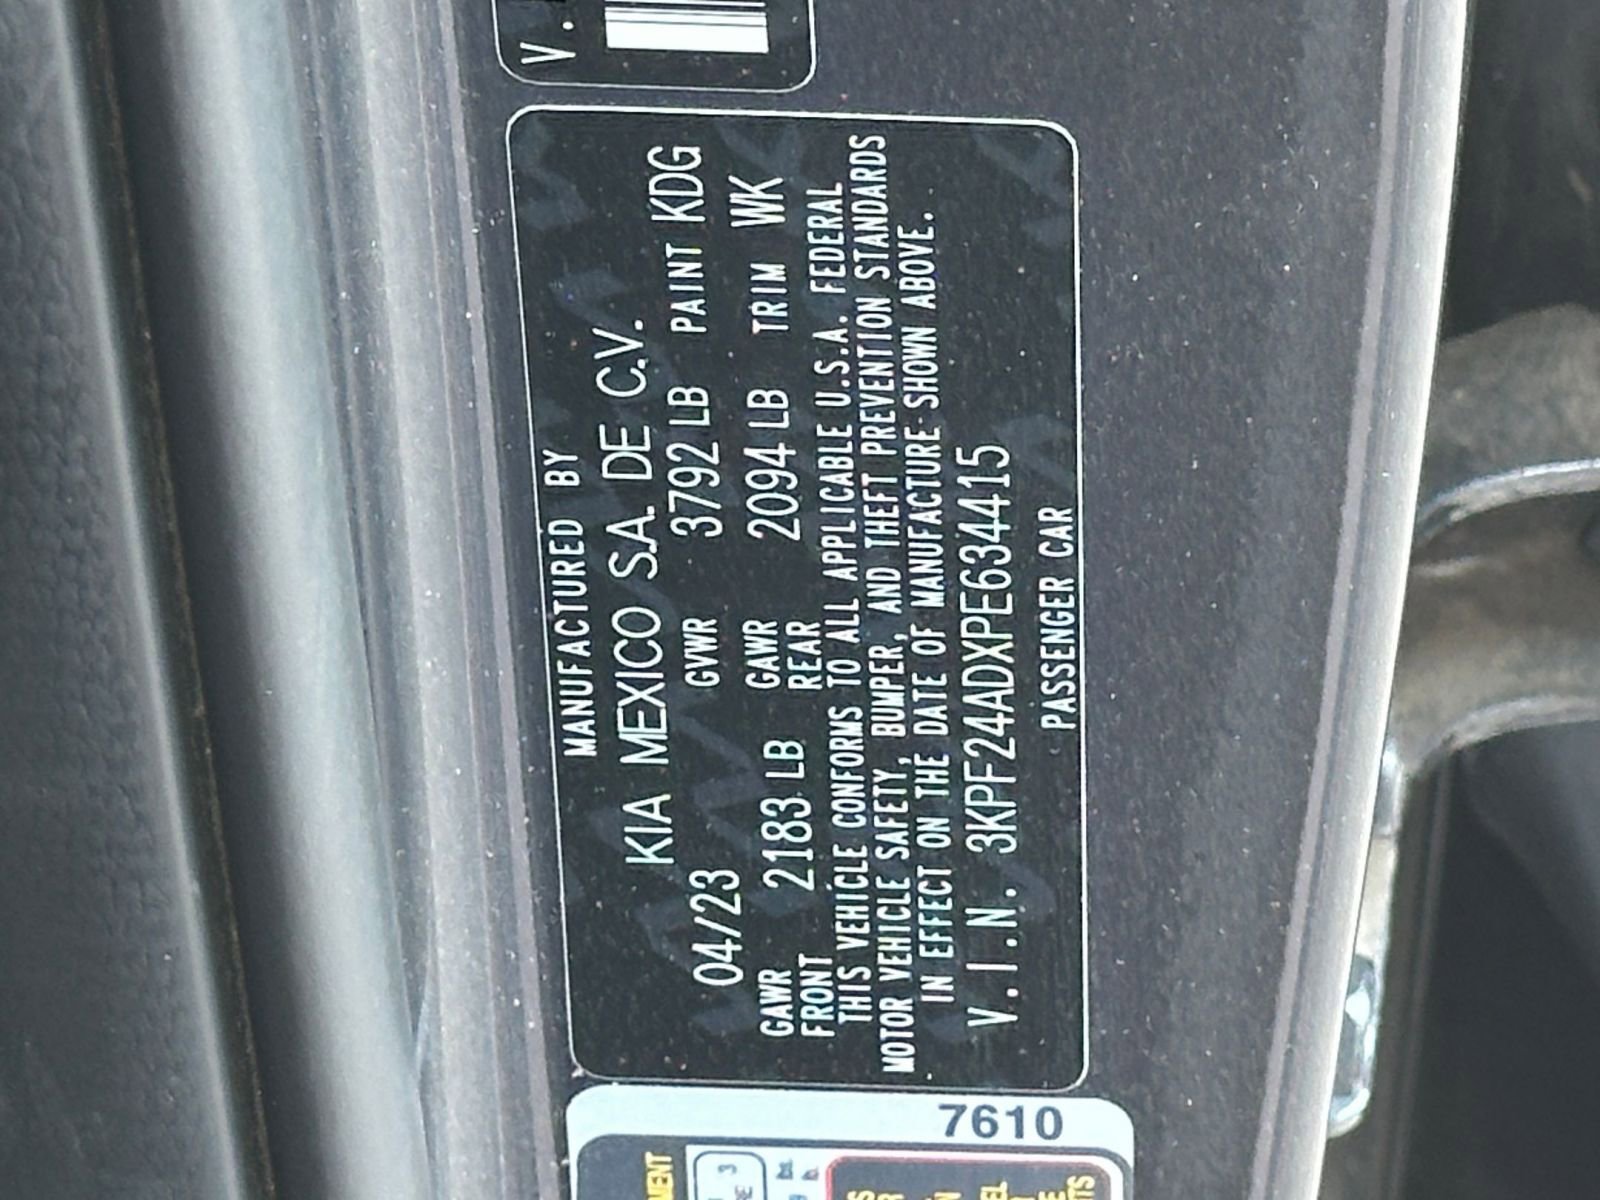 V.
MANUFACTURED BY
KIA MEXICO S.A. DE C.V.
04/23 GVWR 3792 LB PAINT KDG
GAWR FRONT 2183 LB GAWR REAR 2094 LB TRIM WK
THIS VEHICLE CONFORMS TO ALL APPLICABLE U.S.A. FEDERAL
MOTOR VEHICLE SAFETY, BUMPER, AND THEFT PREVENTION STANDARDS
IN EFFECT ON THE DATE OF MANUFACTURE SHOWN ABOVE.
V.I.N. 3KPF24ADXPE634415
PASSENGER CAR
7610